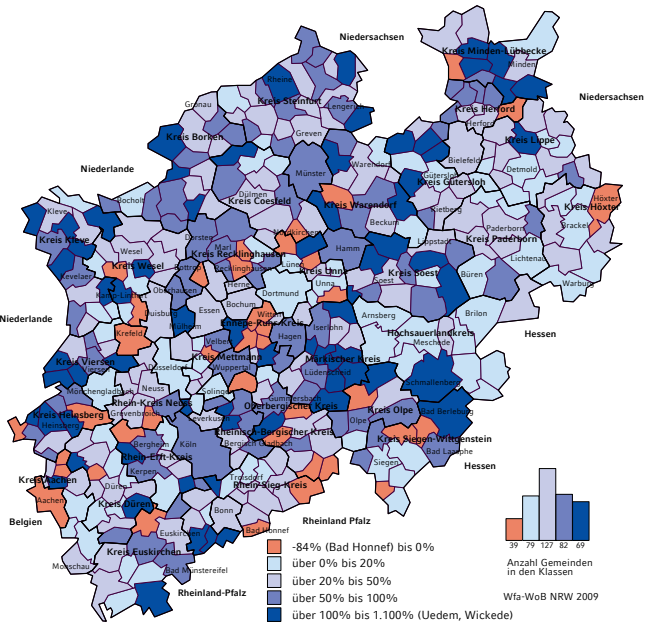 Niedersachsen
Kreis Minden-Lübbecke
Minden
Rheine
Gronau
Kreis Steinfurt
Lengerich
Kreis Herford
Herford
Niedersachsen
Greven
Kreis Borken
Kreis Lippe
Bielefeld
Warendorf
Detmold
Niederlande
Münster
Gütersloh
Kreis Gütersloh
Bocholt
Dülmen
Kreis Coesfeld
Kreis Warendorf
Höxter
Kreis Höxter
Kleve
Rietberg
Beckum
Brackel
Nordkirchen
Paderborn
Kreis Paderborn
Kreis Kleve
Dorsten
Marl
Hamm
Lippstadt
Wesel
Kreis Recklinghausen
Lichtenau
Kreis Wesel
Bottrop
Recklinghausen
Lünen
Kreis Unna
Kreis Soest
Büren
Kevelaer
Herne
Unna
Soest
Warburg
Kamp-Lintfort
Oberhausen
Dortmund
Bochum
Essen
Duisburg
Witten
Arnsberg
Brilon
Niederlande
Mülheim
Ennepe-Ruhr-Kreis
Iserlohn
Krefeld
Hagen
Hochsauerlandkreis
Hessen
Velbert
Meschede
Kreis Mettmann
Märkischer Kreis
Kreis Viersen
Viersen
Düsseldorf
Wuppertal
Lüdenscheid
Schmallenberg
Mönchengladbach
Neuss
Solingen
Gummersbach
Rhein-Kreis Neuss
Oberbergischer Kreis
Kreis Olpe
Bad Berleburg
Kreis Heinsberg
Grevenbroich
Leverkusen
Olpe
Heinsberg
Rheinisch-Bergischer Kreis
Kreis Siegen-Wittgenstein
Bergheim
Köln
Bergisch Gladbach
Bad Lasphe
Rhein-Efft-Kreis
Siegen
Hessen
Kreis Aachen
Kerpen
Troisdorf
Düren
Rhein-Sieg-Kreis
Aachen
Kreis Düren
Bonn
Belgien
Rheinland Pfalz
Euskirchen
Bad Honnef
Kreis Euskirchen
Monschau
Bad Münstereifel
Rheinland-Pfalz
-84% (Bad Honnef) bis 0%
über 0% bis 20%
über 20% bis 50%
über 50% bis 100%
über 100% bis 1.100% (Uedem, Wickede)
39 79 127 82 69
Anzahl Gemeinden
in den Klassen
Wfa-WoB NRW 2009